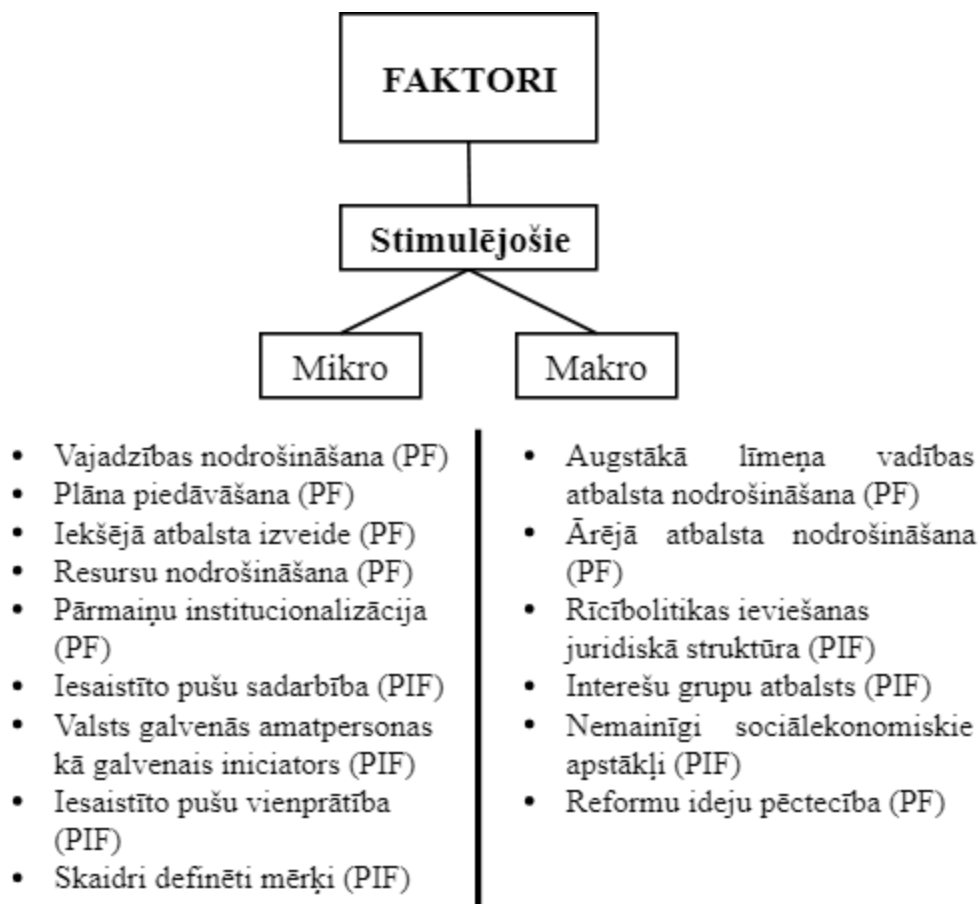 FAKTORI
Stimulējošie
Mikro
Makro
• Vajadzības nodrošināšana (PF)
• Plāna piedāvāšana (PF)
• Iekšējā atbalsta izveide (PF)
• Resursu nodrošināšana (PF)
• Pārmaiņu institucionalizācija
(PF)
• Iesaistīto pušu sadarbība (PIF)
• Valsts galvenās amatpersonas
kā galvenais iniciators (PIF)
• Iesaistīto pušu vienprātība
(PIF)
• Skaidri definēti mērķi (PIF)
• Augstākā līmeņa vadības
atbalsta nodrošināšana (PF)
• Ārējā atbalsta nodrošināšana
(PF)
• Rīcībolitikas ieviešanas
juridiskā struktūra (PIF)
• Interešu grupu atbalsts (PIF)
• Nemainīgi sociālekonomiskie
apstākļi (PIF)
• Reformu ideju pēctecība (PF)